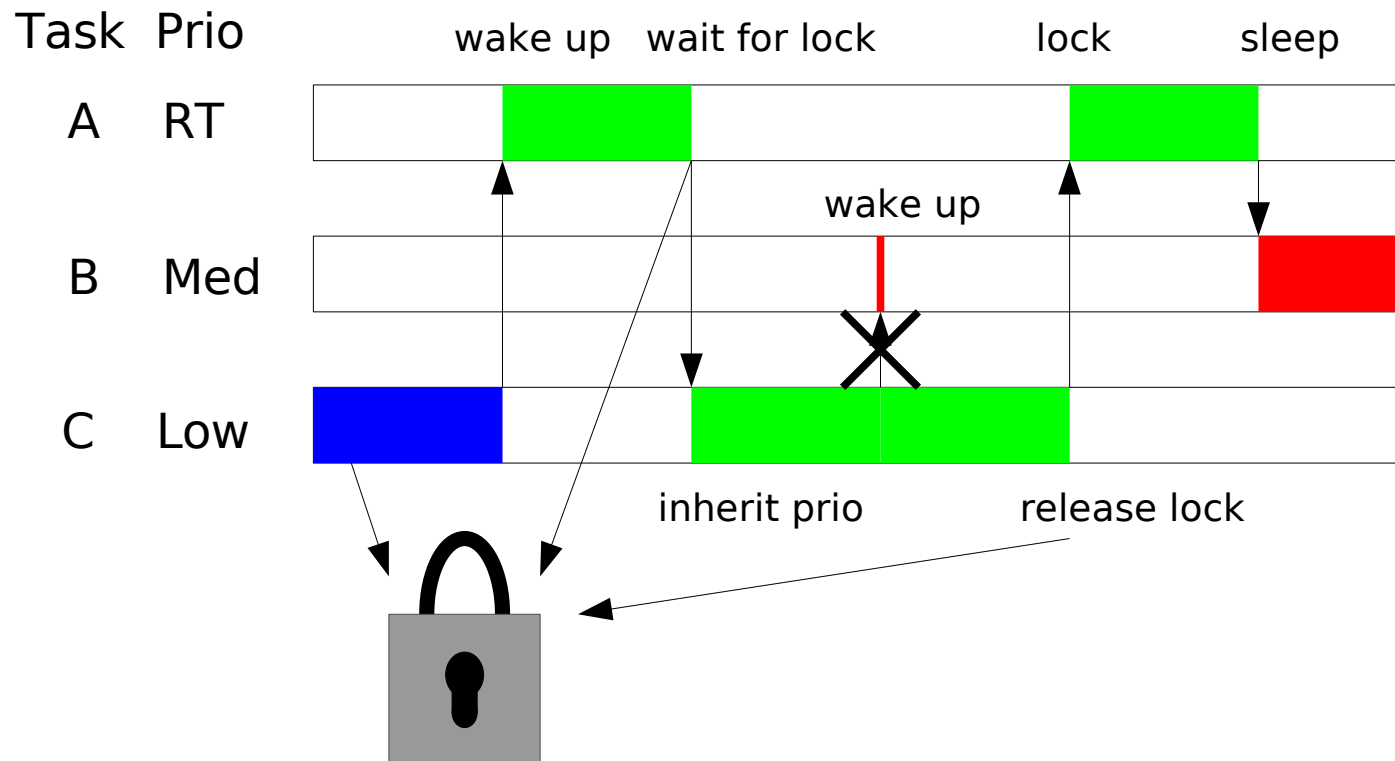 Task Prio wake up wait for lock lock sleep
A RT
wake up
B Med
C Low
inherit prio release lock